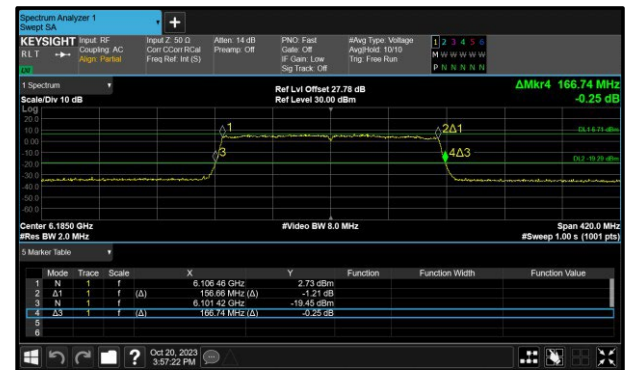 Spectrum Analyzer 1
Swept SA
+
KEYSIGHT Input: RF Input Z: 50 Ω Atten: 14 dB PNO: Fast #Avg Type: Voltage 1 2 3 4 5 6
RLT Coupling: AC Corr CCorr RCal Preamp: Off Gate: Off Avg|Hold: 10/10 M W W W W W
Align: Partial Freq Ref: Int (S) IF Gain: Low Trig: Free Run
Sig Track: Off P N N N N N
1 Spectrum Ref Lvl Offset 27.78 dB ΔMkr4 166.74 MHz
Scale/Div 10 dB Ref Level 30.00 dBm -0.25 dB
Log
20.0
10.0 1 2Δ1 DL1 6.71 dBm
0.00
-10.0 3 4Δ3
-20.0 DL2 -19.29 dBm
-30.0
-40.0
-50.0
-60.0
Center 6.1850 GHz #Video BW 8.0 MHz Span 420.0 MHz
#Res BW 2.0 MHz #Sweep 1.00 s (1001 pts)
5 Marker Table
Mode Trace Scale X Y Function Function Width Function Value
1 N 1 f 6.106 46 GHz 2.73 dBm
2 Δ1 1 f (Δ) 156.66 MHz (Δ) -1.21 dB
3 N 1 f 6.101 42 GHz -19.45 dBm
4 Δ3 1 f (Δ) 166.74 MHz (Δ) -0.25 dB
5
6
? Oct 20, 2023
3:57:22 PM